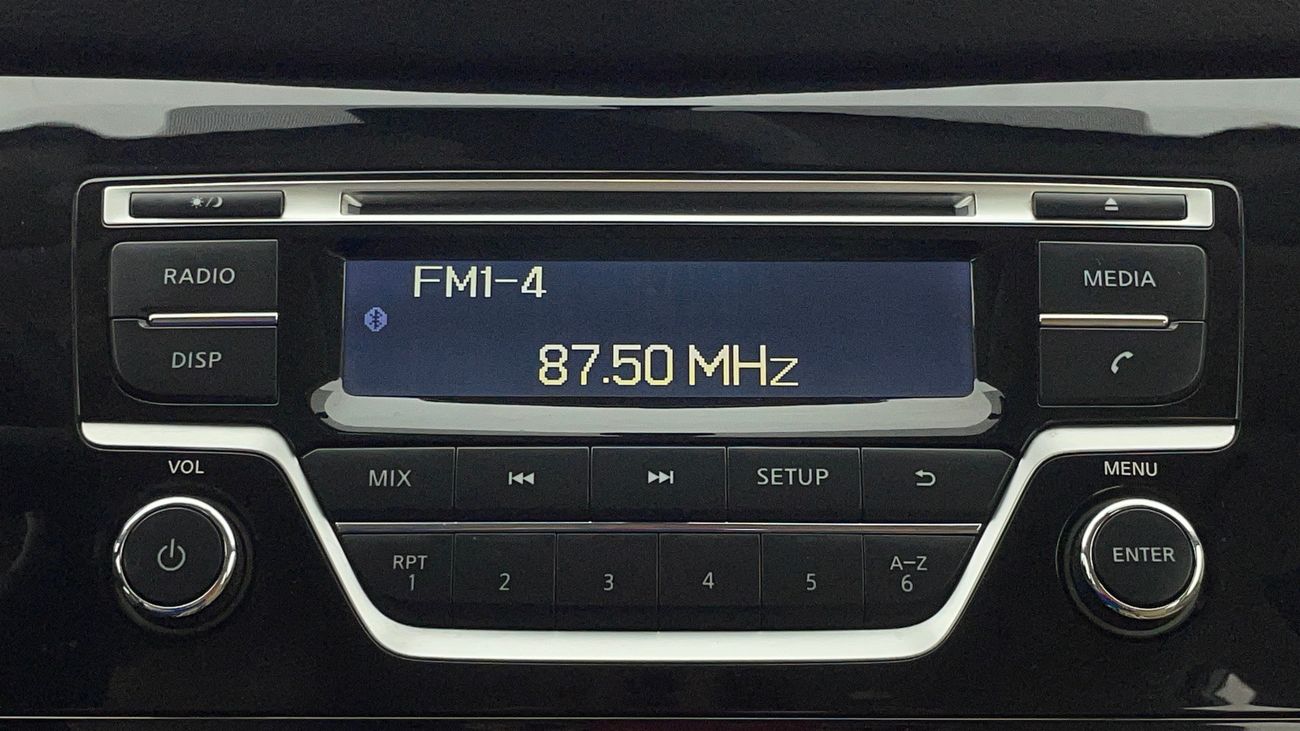 RADIO
DISP
FM1-4
87.50 MHz
MEDIA
VOL
MIX
SETUP
MENU
RPT
1
2
3
4
5
A-Z
6
ENTER